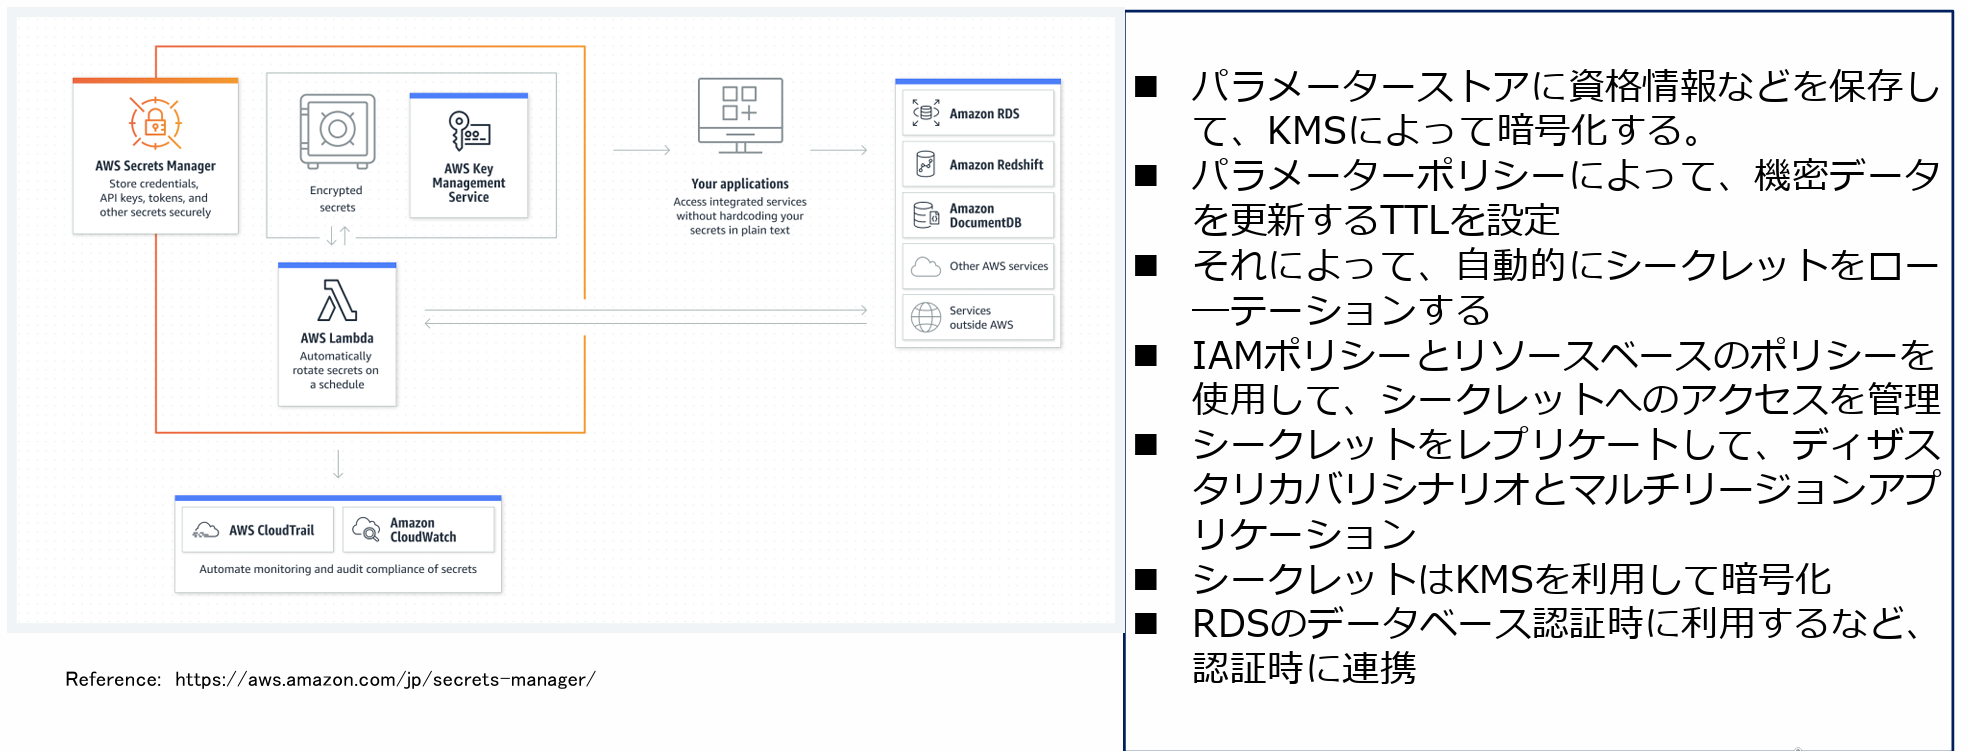 AWS Secrets Manager
Store credentials,
API keys, tokens, and
other secrets securely
Encrypted
secrets
AWS Key
Management
Service
AWS Lambda
Automatically
rotate secrets on
a schedule
Your applications
Access integrated services
without hardcoding your
secrets in plain text
Amazon RDS
Amazon Redshift
Amazon
DocumentDB
Other AWS services
Services
outside AWS
AWS CloudTrail
Amazon
CloudWatch
Automate monitoring and audit compliance of secrets
Reference: https://aws.amazon.com/jp/secrets-manager/
■ パラメーターストアに資格情報などを保存し
て、KMSによって暗号化する。
■ パラメーターポリシーによって、機密データ
を更新するTTLを設定
■ それによって、自動的にシークレットをロー
―テーションする
■ IAMポリシーとリソースベースのポリシーを
使用して、シークレットへのアクセスを管理
■ シークレットをレプリケートして、ディザス
タリカバリシナリオとマルチリージョンアプ
リケーション
■ シークレットはKMSを利用して暗号化
■ RDSのデータベース認証時に利用するなど、
認証時に連携